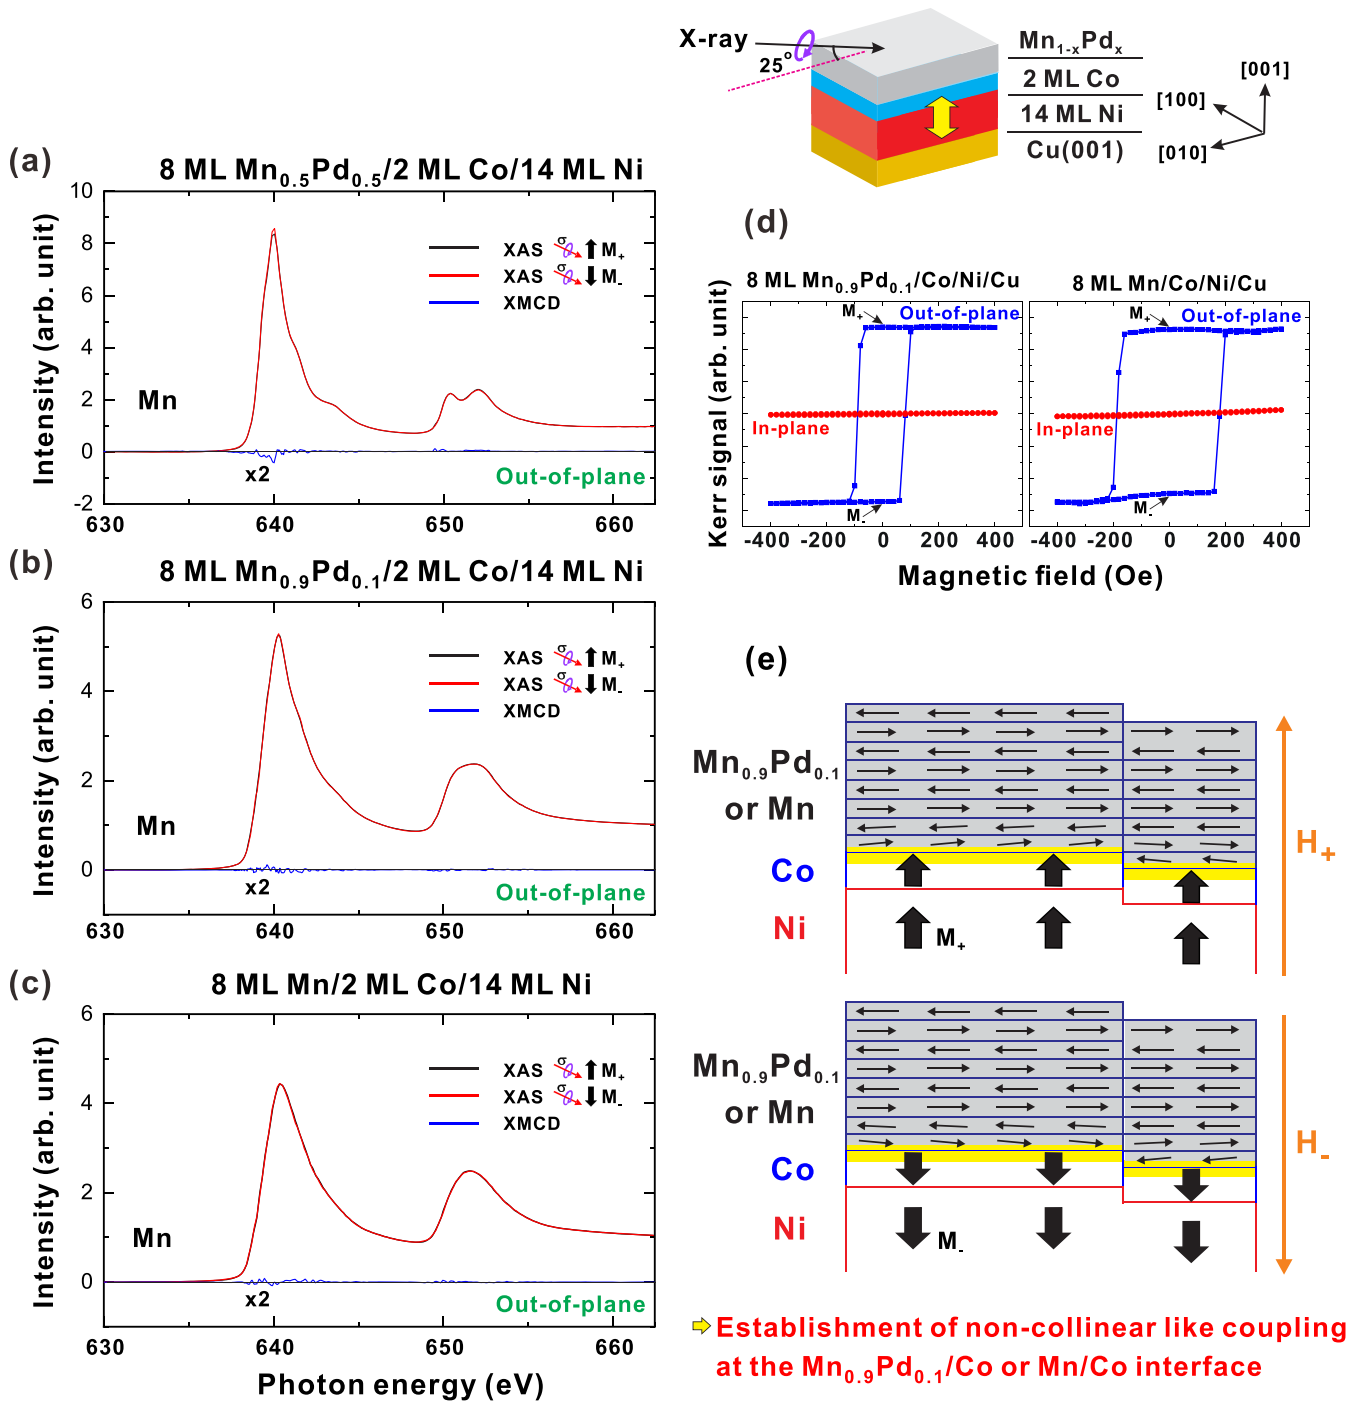 X-ray
25°
Mn1-xPdx
2 ML Co
14 ML Ni
Cu(001)
[001]
[100]
[010]
(a)
8 ML Mn0.5Pd0.5/2 ML Co/14 ML Ni
Intensity (arb. unit)
10
8
6
4
2
0
-2
XAS σ M+
XAS σ M-
XMCD
Mn
x2
Out-of-plane
630 640 650 660
(b)
8 ML Mn0.9Pd0.1/2 ML Co/14 ML Ni
Intensity (arb. unit)
6
4
2
0
XAS σ M+
XAS σ M-
XMCD
Mn
x2
Out-of-plane
630 640 650 660
(c)
8 ML Mn/2 ML Co/14 ML Ni
Intensity (arb. unit)
6
4
2
0
XAS σ M+
XAS σ M-
XMCD
Mn
x2
Out-of-plane
630 640 650 660
Photon energy (eV)
(d)
8 ML Mn0.9Pd0.1/Co/Ni/Cu
8 ML Mn/Co/Ni/Cu
Kerr signal (arb. unit)
M+
Out-of-plane
In-plane
M-
M+
Out-of-plane
In-plane
M-
-400 -200 0 200 400
-400 -200 0 200 400
Magnetic field (Oe)
(e)
Mn0.9Pd0.1
or Mn
Co
Ni
M+
H+
Mn0.9Pd0.1
or Mn
Co
Ni
M-
H-
Establishment of non-collinear like coupling
at the Mn0.9Pd0.1/Co or Mn/Co interface